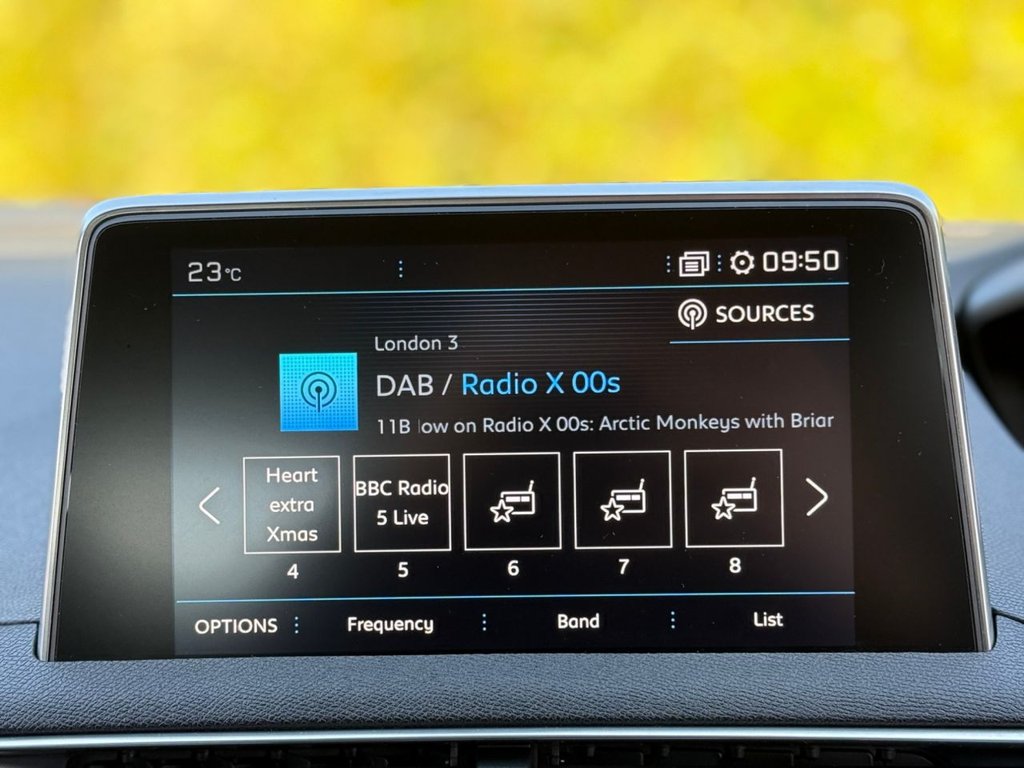 23°C
09:50
SOURCES
London 3
DAB / Radio X 00s
11B ow on Radio X 00s: Arctic Monkeys with Briar
Heart
extra
Xmas
BBC Radio
5 Live
4
5
6
7
8
OPTIONS
Frequency
Band
List